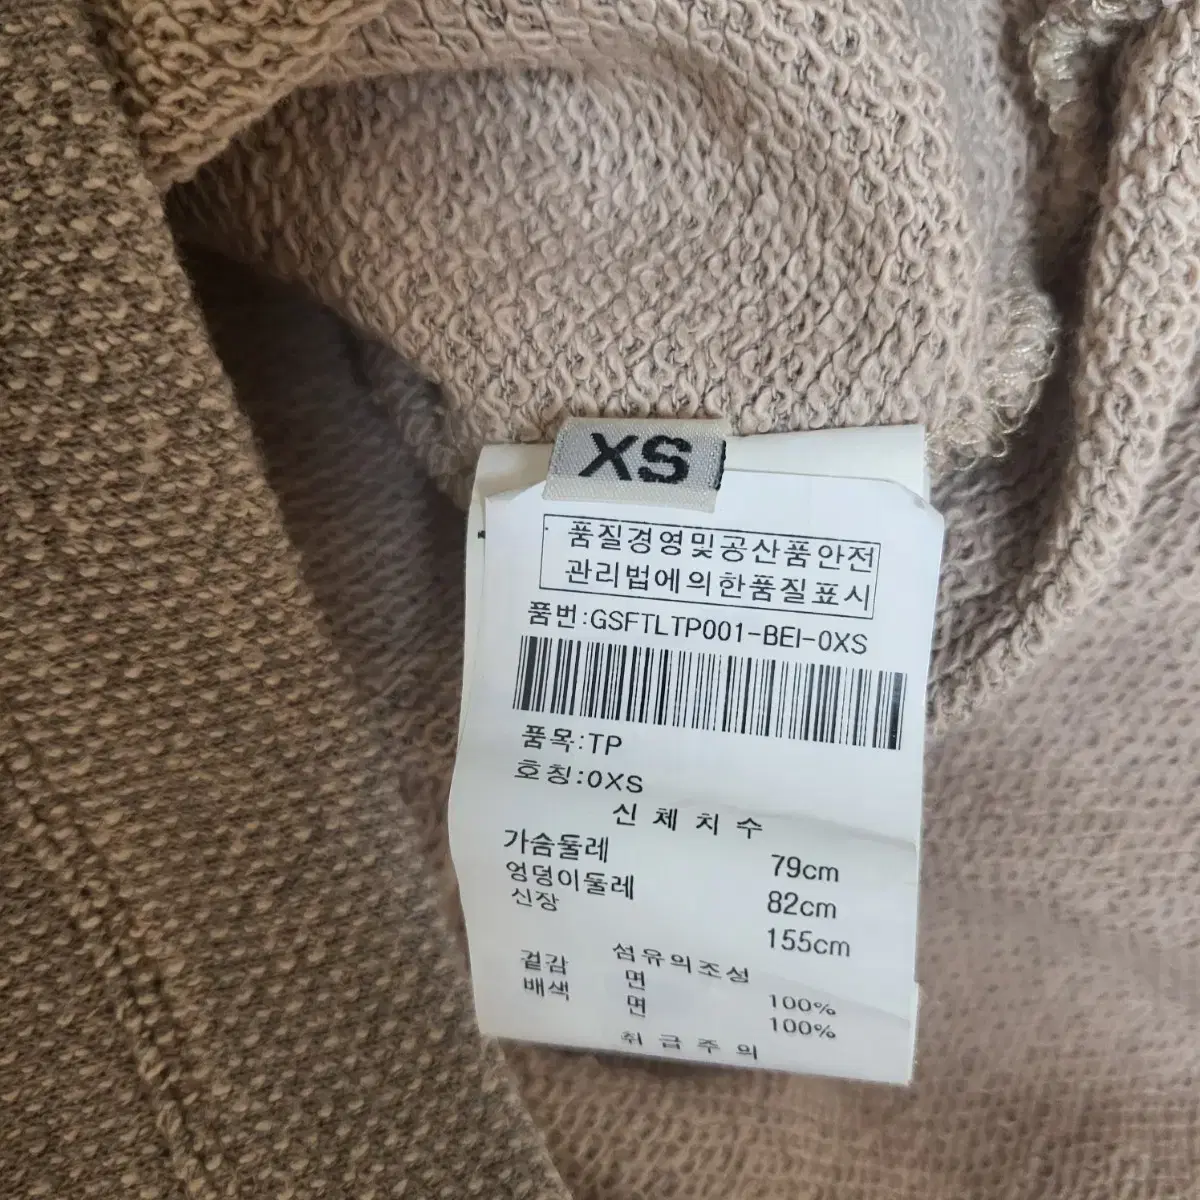 XS
품질경영및공산품안전
관리법에의한품질표시
품번:GSFTLTP001-BEI-0XS
품목:TP
호칭:0XS
신 체 치 수
가슴둘레 79cm
엉덩이둘레 82cm
신장 155cm
섬유의조성
겉감 면 100%
배색 면 100%
취 급 주 의